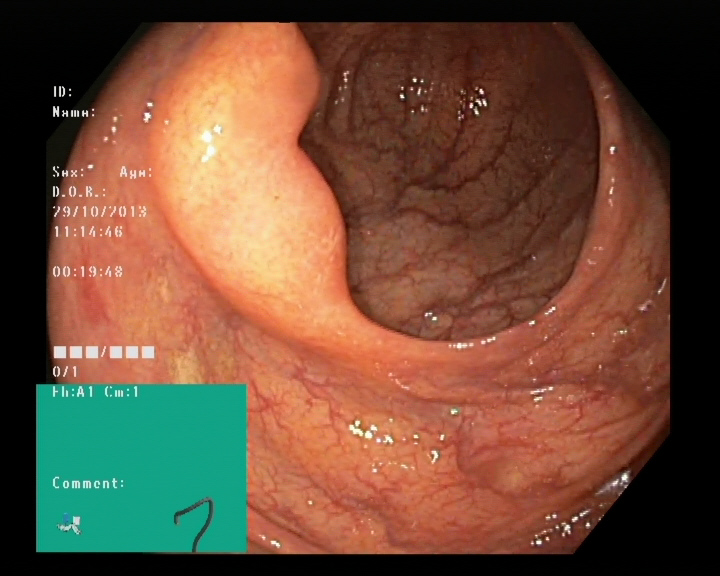 ID:
Name:
Sex: Age:
D.O.B.:
29/10/2013
11:14:46
00:19:48
■■■/■■■
0/1
Eh:A1 Cm:1
Comment: